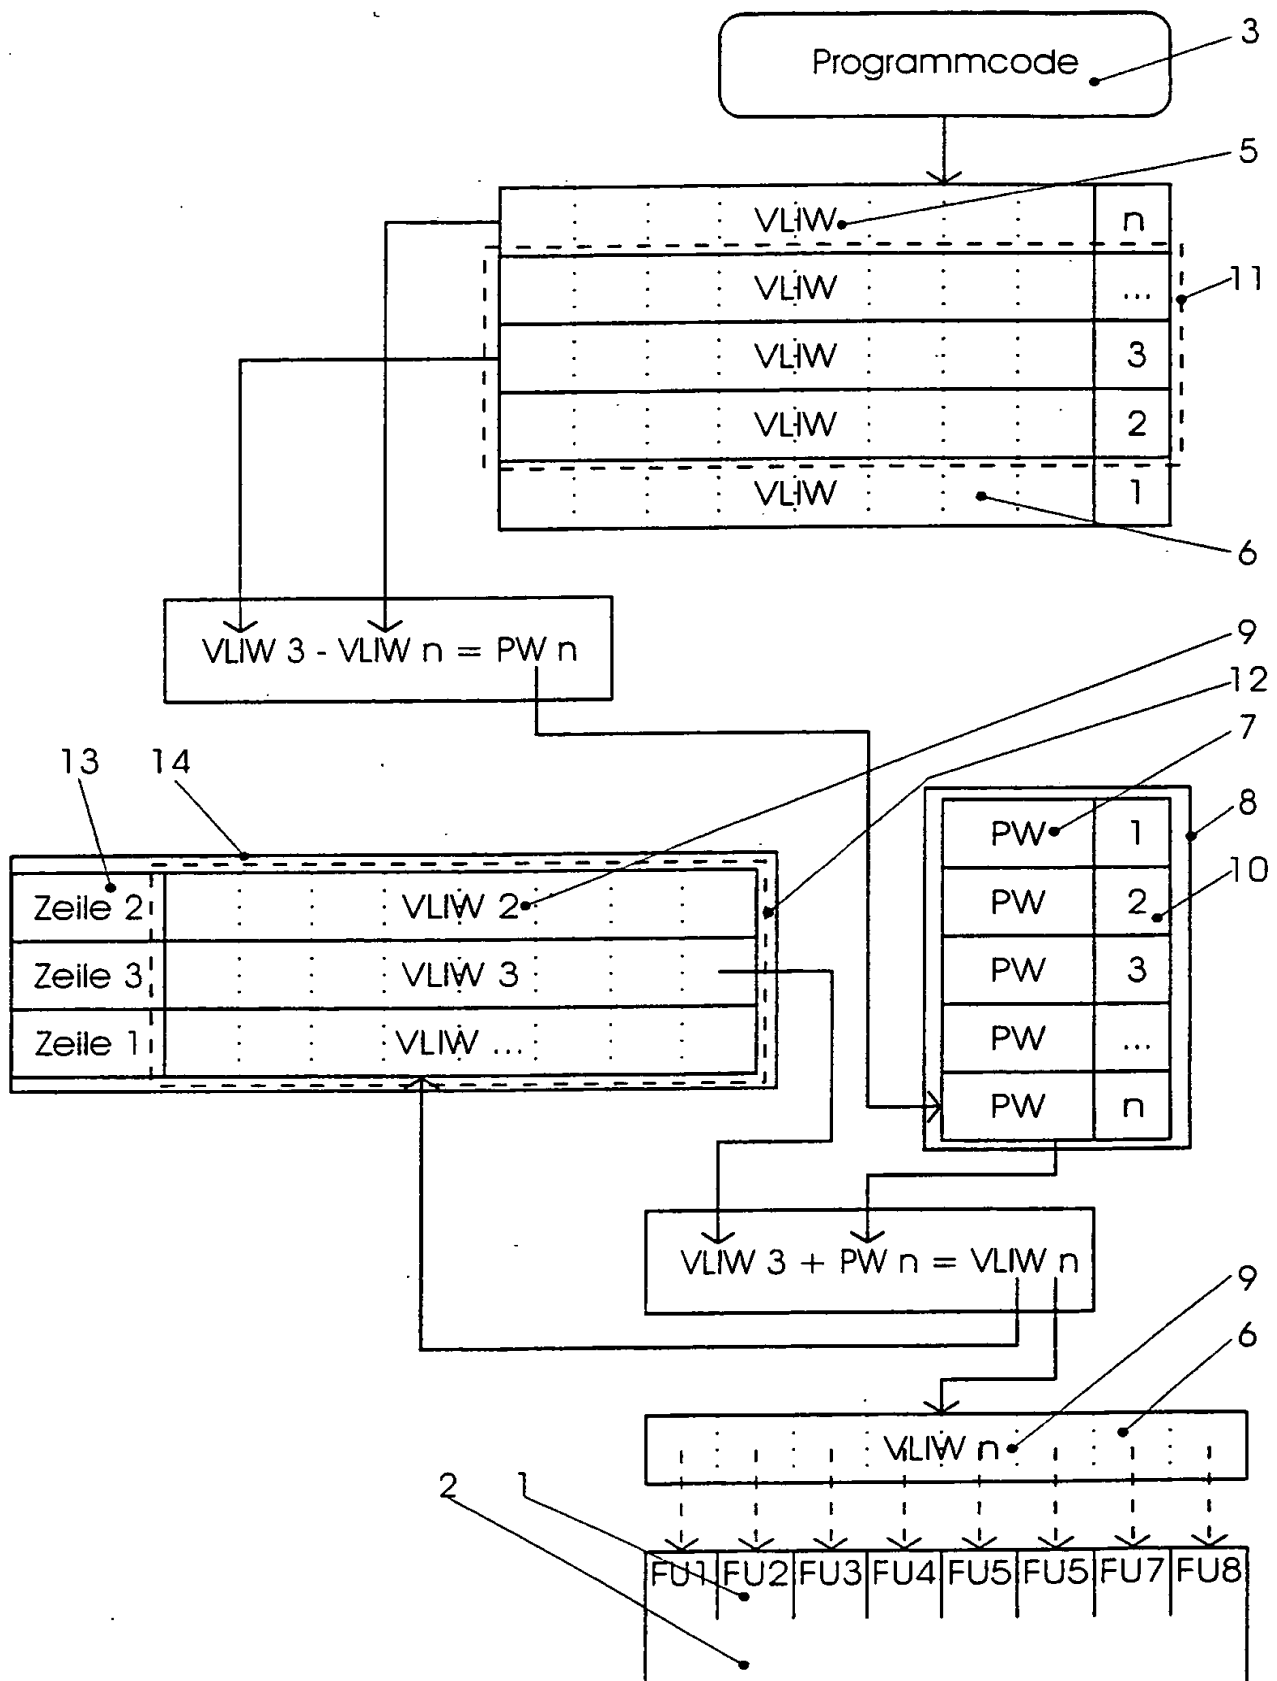 Programmcode
3
5
VLIW n
VLIW ...
11
VLIW 3
VLIW 2
VLIW 1
6
VLIW 3 - VLIW n = PW n
9
12
7
13 14
8
PW 1
10
Zeile 2 VLIW 2
PW 2
Zeile 3 VLIW 3
PW 3
Zeile 1 VLIW ...
PW ...
PW n
VLIW 3 + PW n = VLIW n
9
6
VLIW n
2 1
FU1 FU2 FU3 FU4 FU5 FU5 FU7 FU8